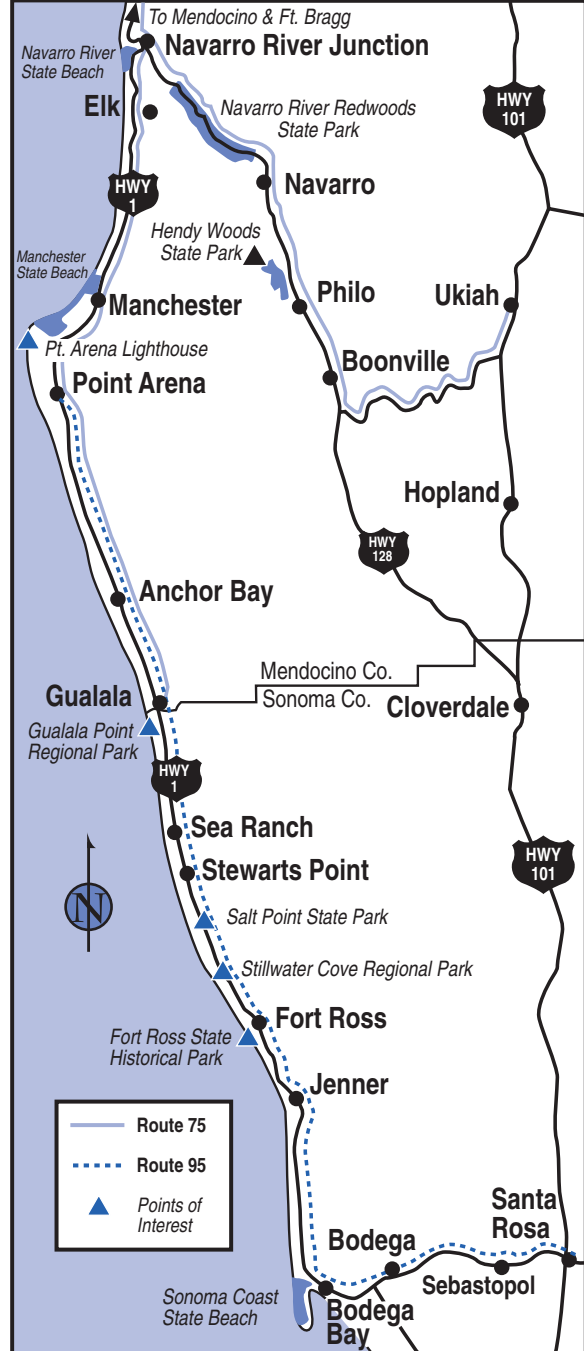 To Mendocino & Ft. Bragg
Navarro River Junction
Navarro River
State Beach
Elk
Navarro River Redwoods
State Park
HWY
101
HWY
1
Navarro
Hendy Woods
State Park
Manchester
State Beach
Manchester
Philo
Ukiah
Pt. Arena Lighthouse
Boonville
Point Arena
Hopland
HWY
128
Anchor Bay
Mendocino Co.
Sonoma Co.
Gualala
Cloverdale
Gualala Point
Regional Park
HWY
1
Sea Ranch
HWY
101
Stewarts Point
N
Salt Point State Park
Stillwater Cove Regional Park
Fort Ross
Fort Ross State
Historical Park
Jenner
Route 75
Route 95
Points of
Interest
Santa
Rosa
Bodega
Sebastopol
Sonoma Coast
State Beach
Bodega
Bay